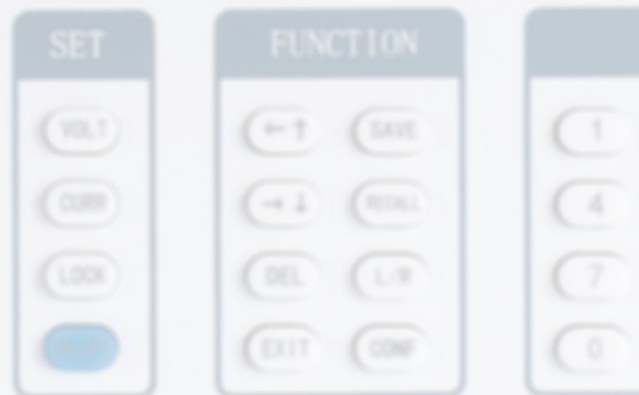 SET
FUNCTION
VOLT
← ↑
SAVE
1
CURR
→ ↓
RECALL
4
LOCK
DEL
L/R
7
EXIT
CONF
0